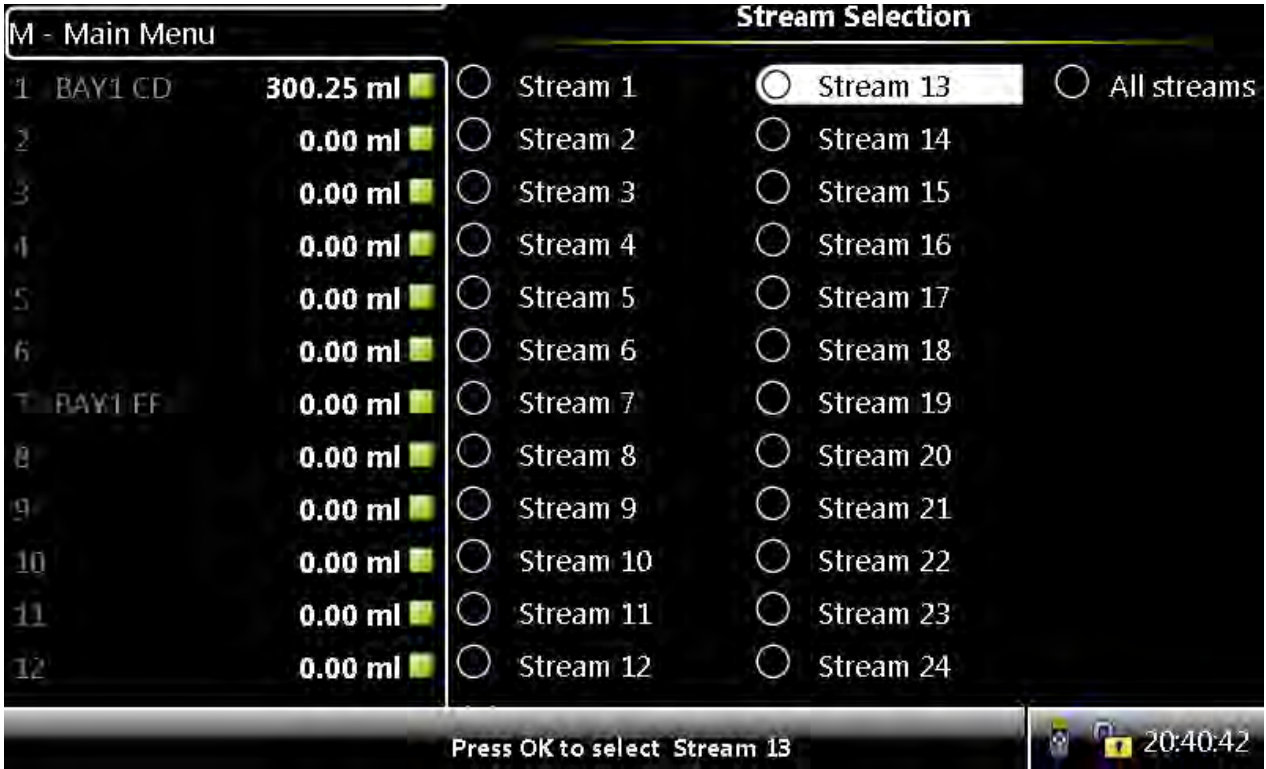 M - Main Menu
Stream Selection
1 BAY1 CD 300.25 ml
2 0.00 ml
3 0.00 ml
4 0.00 ml
5 0.00 ml
6 0.00 ml
7 BAY1 EF 0.00 ml
8 0.00 ml
9 0.00 ml
10 0.00 ml
11 0.00 ml
12 0.00 ml
Stream 1
Stream 2
Stream 3
Stream 4
Stream 5
Stream 6
Stream 7
Stream 8
Stream 9
Stream 10
Stream 11
Stream 12
Stream 13
Stream 14
Stream 15
Stream 16
Stream 17
Stream 18
Stream 19
Stream 20
Stream 21
Stream 22
Stream 23
Stream 24
All streams
Press OK to select Stream 13
20:40:42